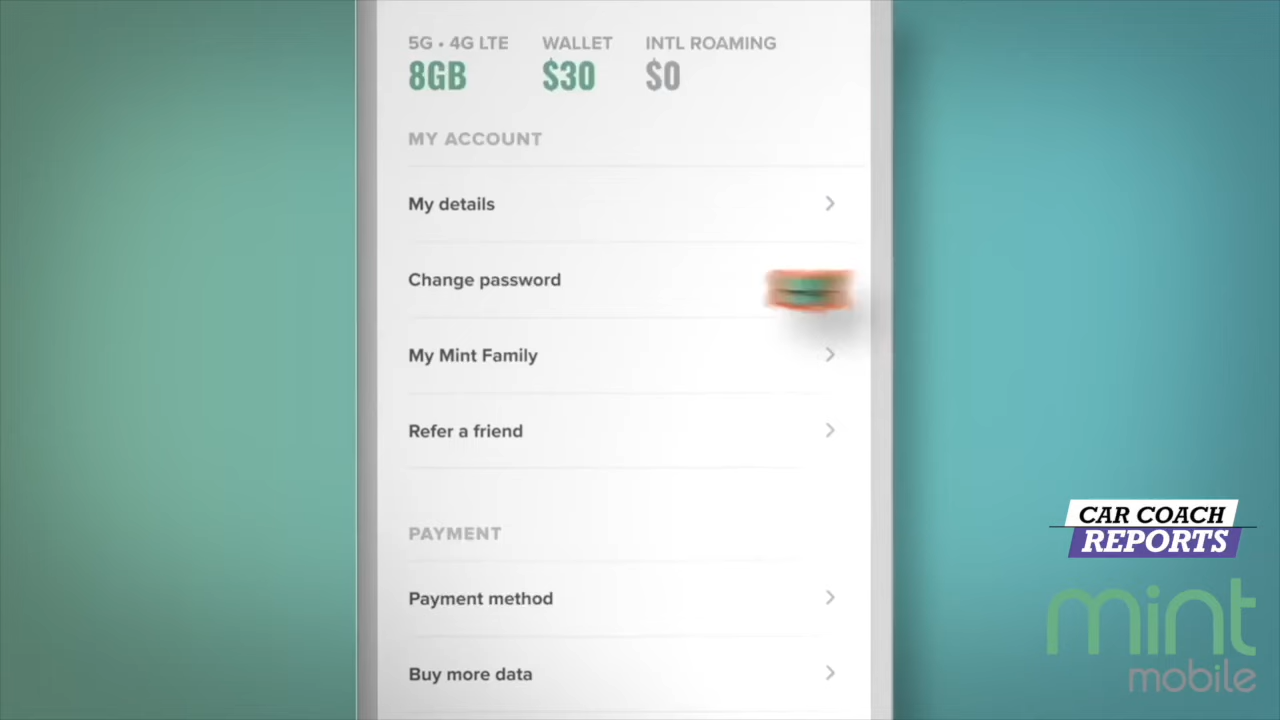 5G • 4G LTE WALLET INTL ROAMING
8GB $30 $0
MY ACCOUNT
My details
Change password
My Mint Family
Refer a friend
PAYMENT
Payment method
Buy more data
CAR COACH
REPORTS
mint
mobile